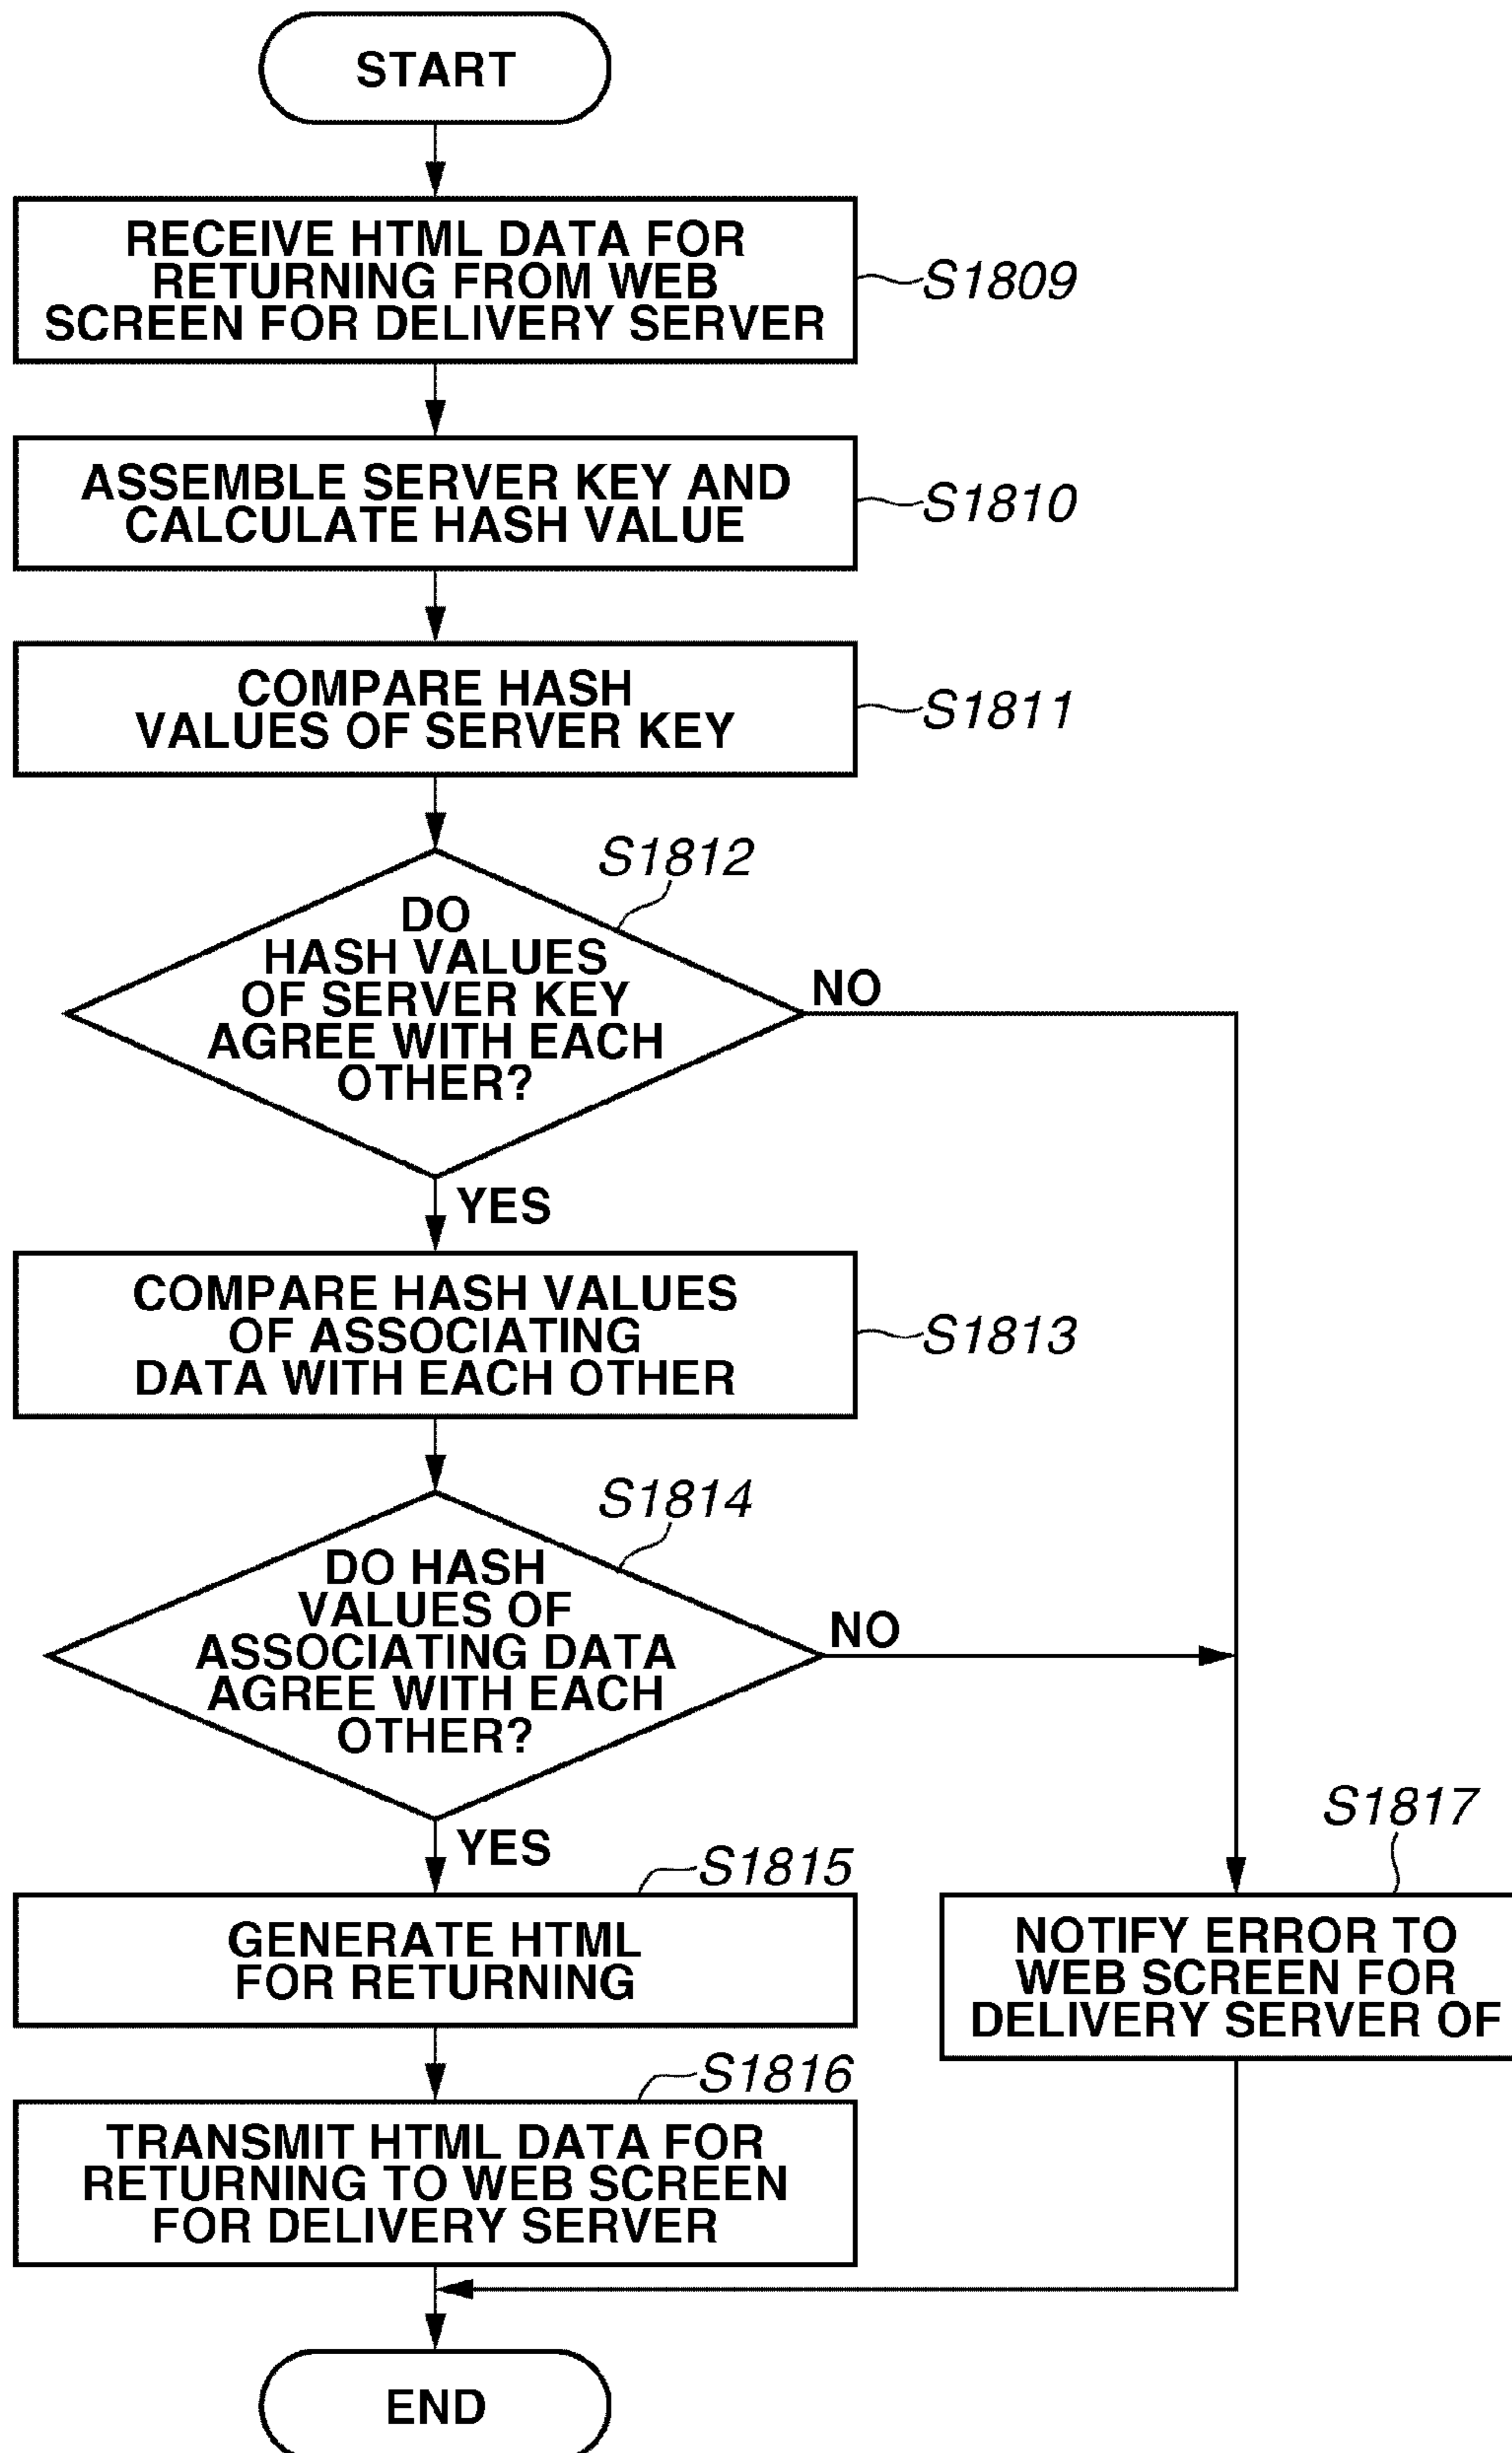 START
RECEIVE HTML DATA FOR
RETURNING FROM WEB
SCREEN FOR DELIVERY SERVER
S1809
ASSEMBLE SERVER KEY AND
CALCULATE HASH VALUE
S1810
COMPARE HASH
VALUES OF SERVER KEY
S1811
S1812
DO
HASH VALUES
OF SERVER KEY
AGREE WITH EACH
OTHER?
NO
YES
COMPARE HASH VALUES
OF ASSOCIATING
DATA WITH EACH OTHER
S1813
S1814
DO HASH
VALUES OF
ASSOCIATING DATA
AGREE WITH EACH
OTHER?
NO
YES
S1815
GENERATE HTML
FOR RETURNING
S1817
NOTIFY ERROR TO
WEB SCREEN FOR
DELIVERY SERVER OF
S1816
TRANSMIT HTML DATA FOR
RETURNING TO WEB SCREEN
FOR DELIVERY SERVER
END